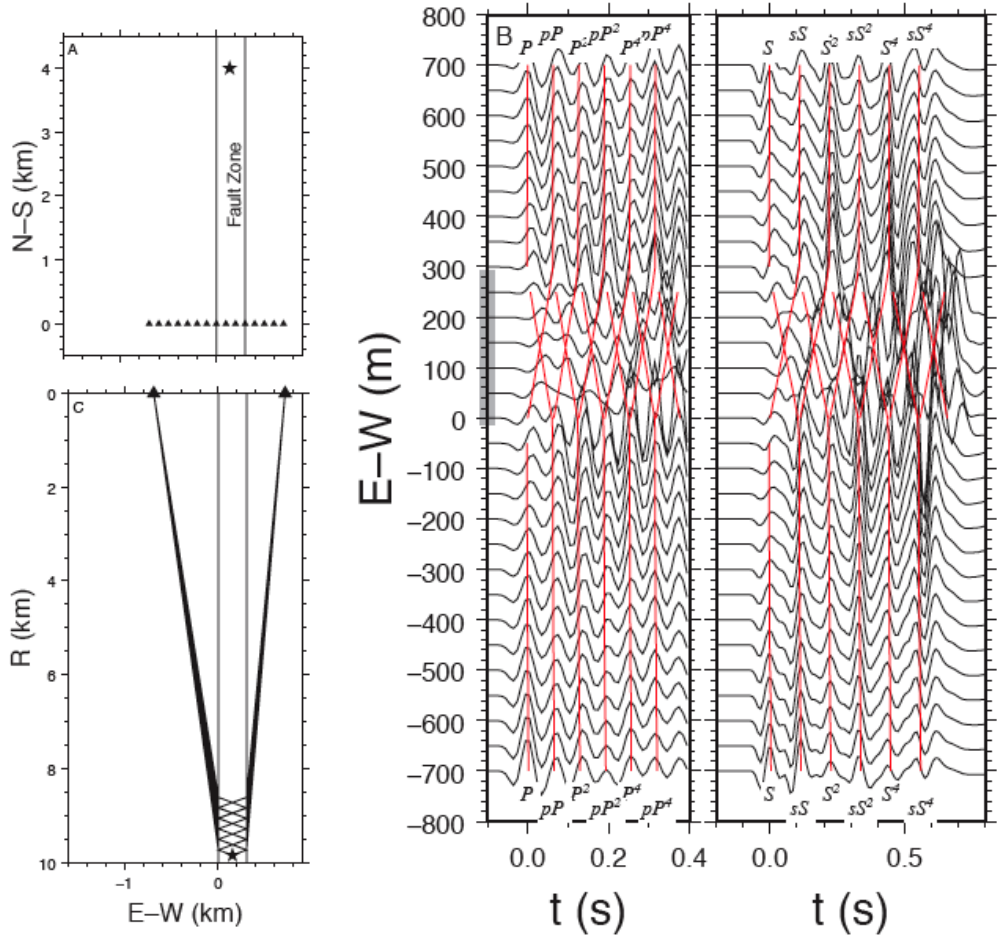 A
N–S (km)
4
3
2
1
0
Fault Zone
C
R (km)
0
2
4
6
8
10
−1
0
E–W (km)
B
E–W (m)
800
700
600
500
400
300
200
100
0
−100
−200
−300
−400
−500
−600
−700
−800
P pP P² pP² P⁴ pP⁴
P pP P² pP² P⁴ pP⁴
0.0 0.2 0.4
t (s)
S sS S² sS² S⁴ sS⁴
S sS S² sS² S⁴ sS⁴
0.0 0.5
t (s)